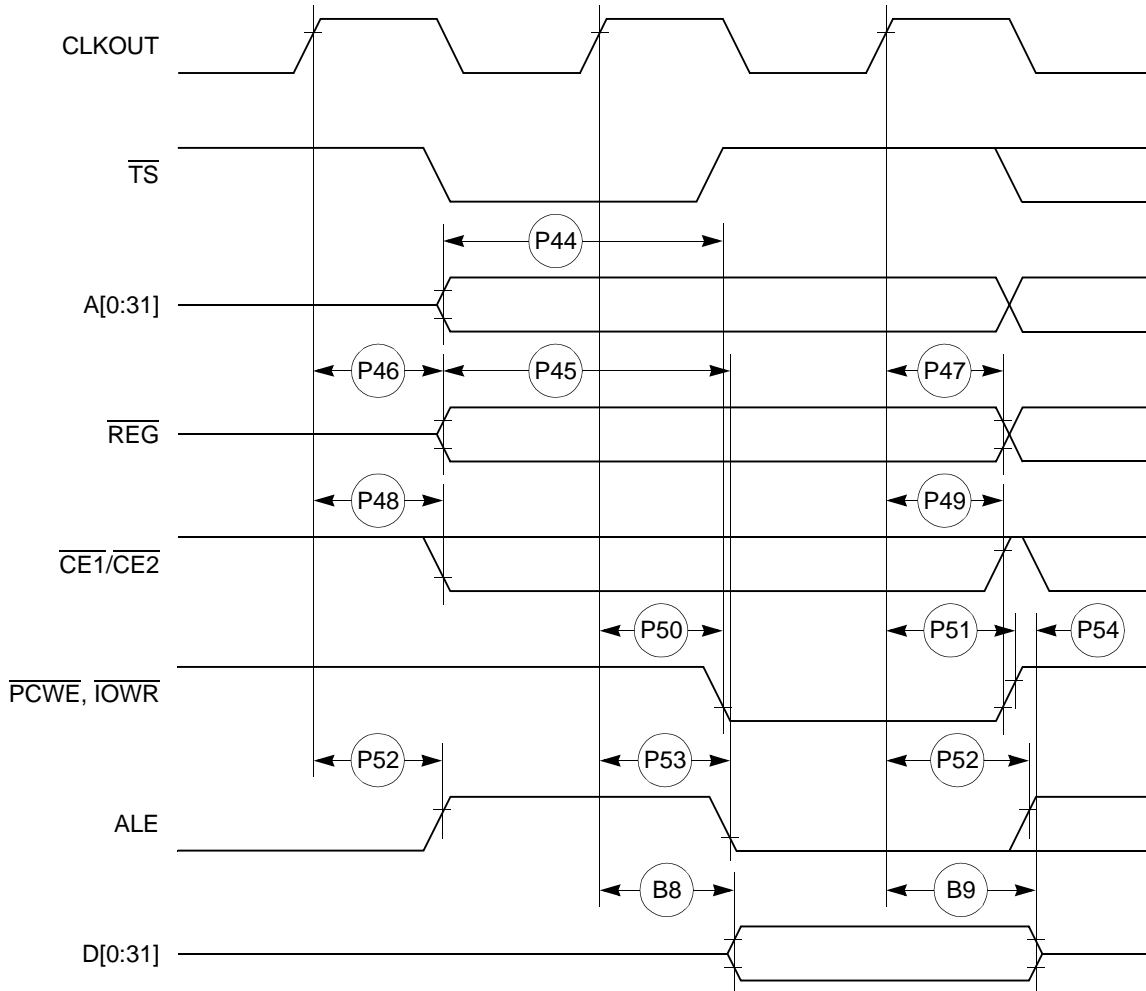 CLKOUT
TS
P44
A[0:31]
P46 P45 P47
REG
P48 P49
CE1/CE2
P50 P51 P54
PCWE, IOWR
P52 P53 P52
ALE
B8 B9
D[0:31]